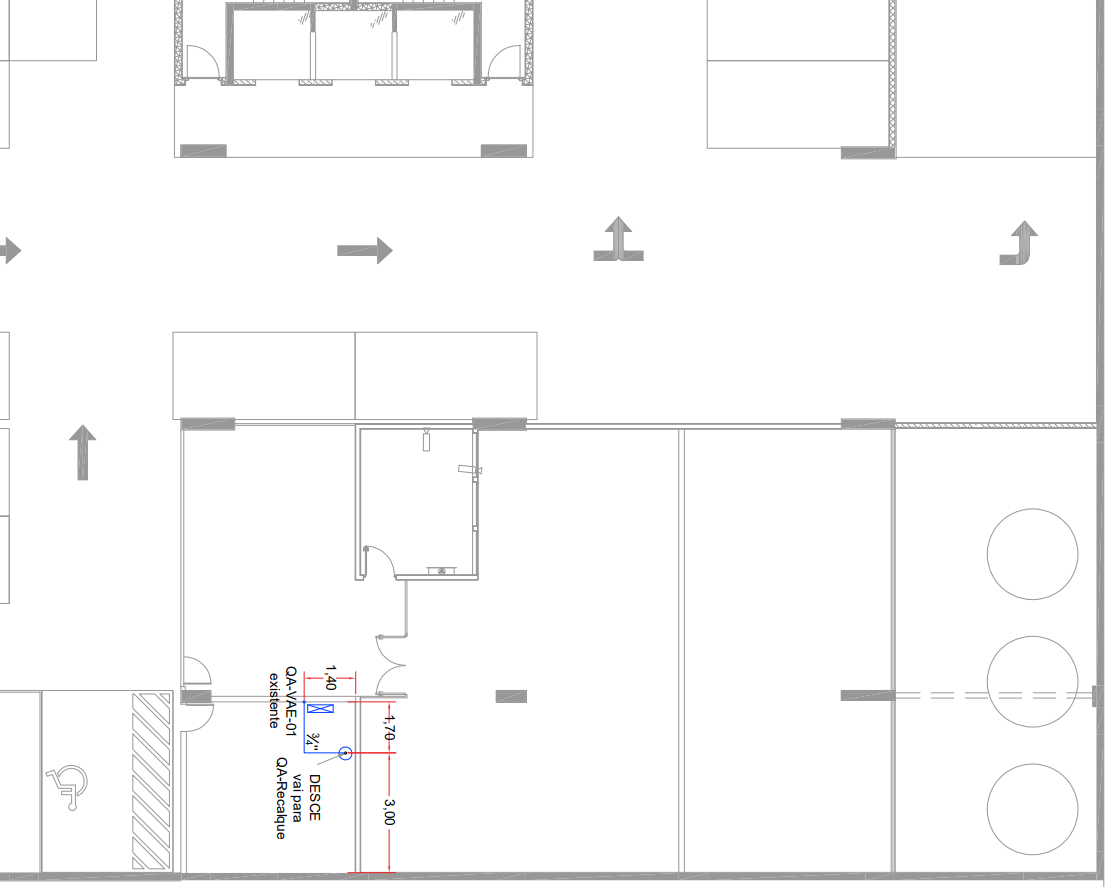 1,40
QA-VAE-01
existente
1,70
¾"
DESCE
vai para
QA-Recalque
3,00